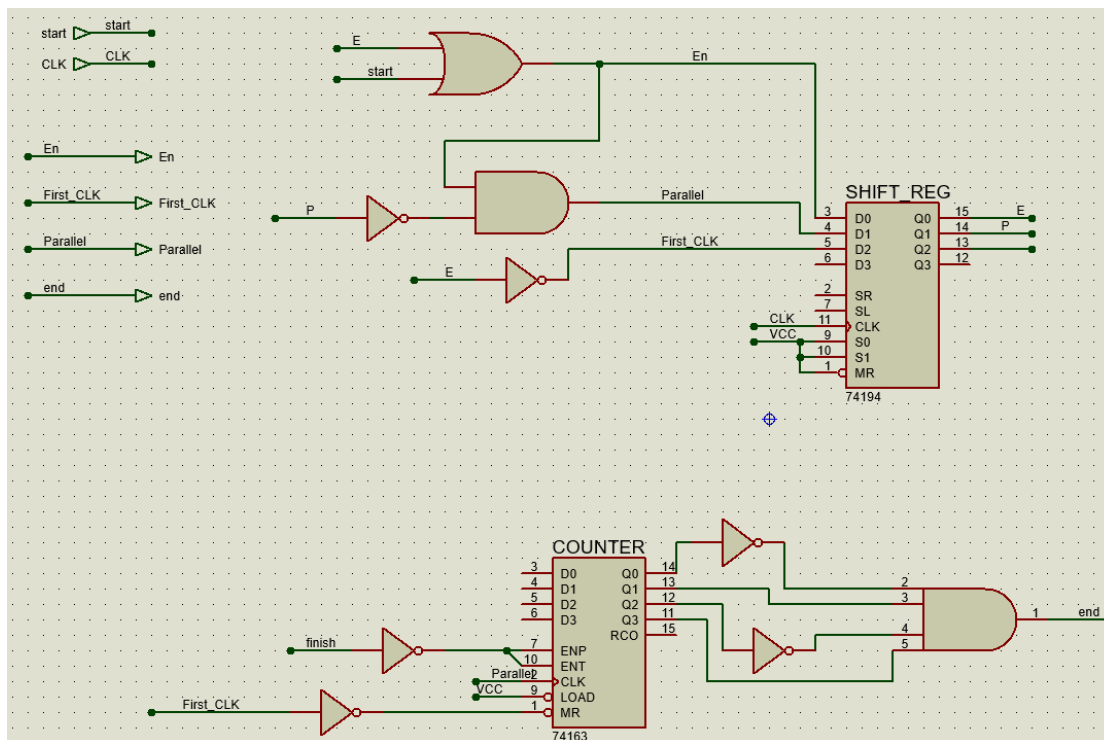 start start
CLK CLK
E
start
En
En En
First_CLK First_CLK
Parallel Parallel
end end
P
Parallel
First_CLK
E
SHIFT_REG
3 D0 Q0 15 E
4 D1 Q1 14 P
5 D2 Q2 13
6 D3 Q3 12
2 SR
7 SL
CLK 11 CLK
VCC 9 S0
10 S1
1 MR
74194
COUNTER
3 D0 Q0 14
4 D1 Q1 13
5 D2 Q2 12
6 D3 Q3 11
RCO 15
finish 7 ENP
10 ENT
Parallel 2 CLK
VCC 9 LOAD
First_CLK 1 MR
74163
2
3
4
5
1 end